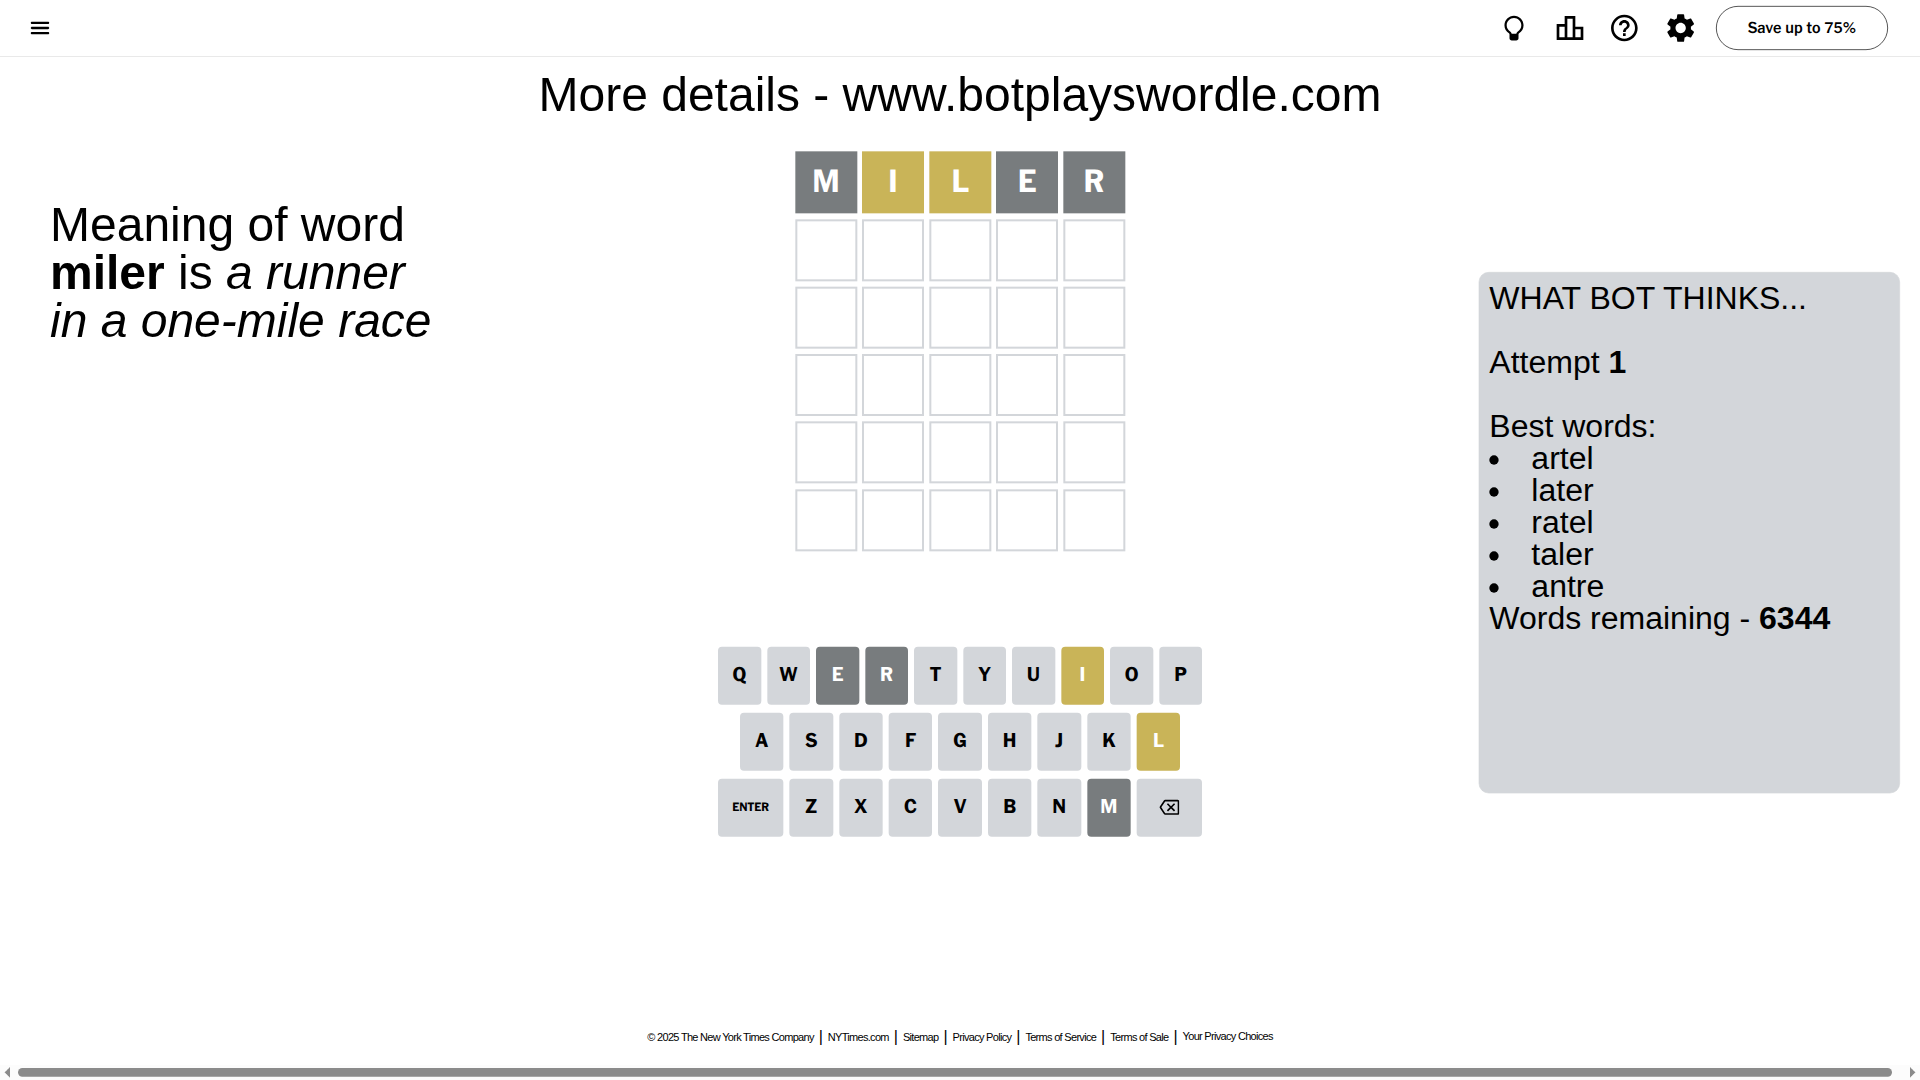 Save up to 75%
More details - www.botplayswordle.com
Meaning of word
miler is a runner
in a one-mile race
M I L E R
WHAT BOT THINKS...
Attempt 1
Best words:
• artel
• later
• ratel
• taler
• antre
Words remaining - 6344
Q W E R T Y U I O P
A S D F G H J K L
ENTER Z X C V B N M
© 2025 The New York Times Company | NYTimes.com | Sitemap | Privacy Policy | Terms of Service | Terms of Sale | Your Privacy Choices